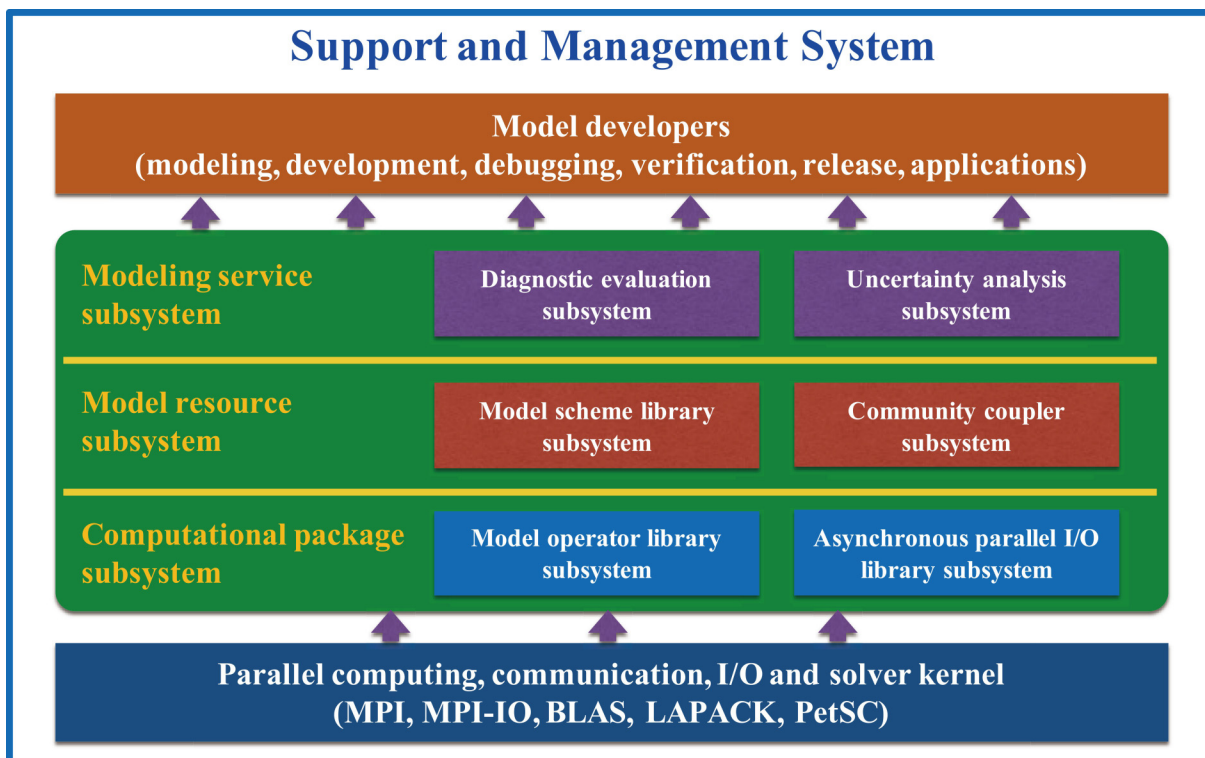 Support and Management System
Model developers
(modeling, development, debugging, verification, release, applications)
Modeling service
subsystem
Diagnostic evaluation
subsystem
Uncertainty analysis
subsystem
Model resource
subsystem
Model scheme library
subsystem
Community coupler
subsystem
Computational package
subsystem
Model operator library
subsystem
Asynchronous parallel I/O
library subsystem
Parallel computing, communication, I/O and solver kernel
(MPI, MPI-IO, BLAS, LAPACK, PetSC)